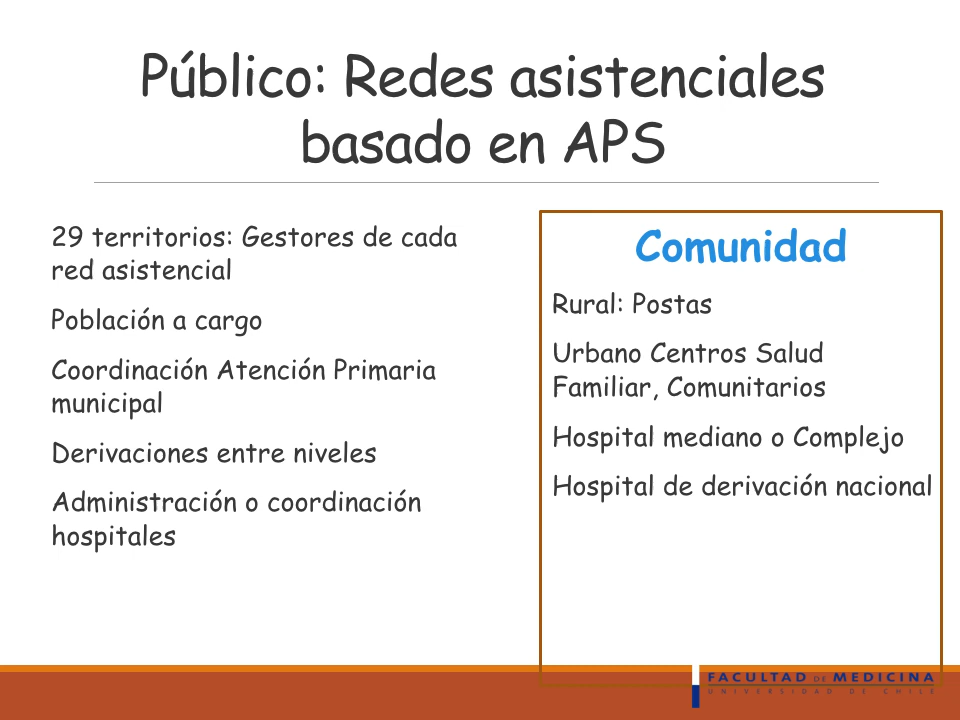 Público: Redes asistenciales
basado en APS
29 territorios: Gestores de cada
red asistencial
Población a cargo
Coordinación Atención Primaria
municipal
Derivaciones entre niveles
Administración o coordinación
hospitales
Comunidad
Rural: Postas
Urbano Centros Salud
Familiar, Comunitarios
Hospital mediano o Complejo
Hospital de derivación nacional
FACULTAD DE MEDICINA
UNIVERSIDAD DE CHILE